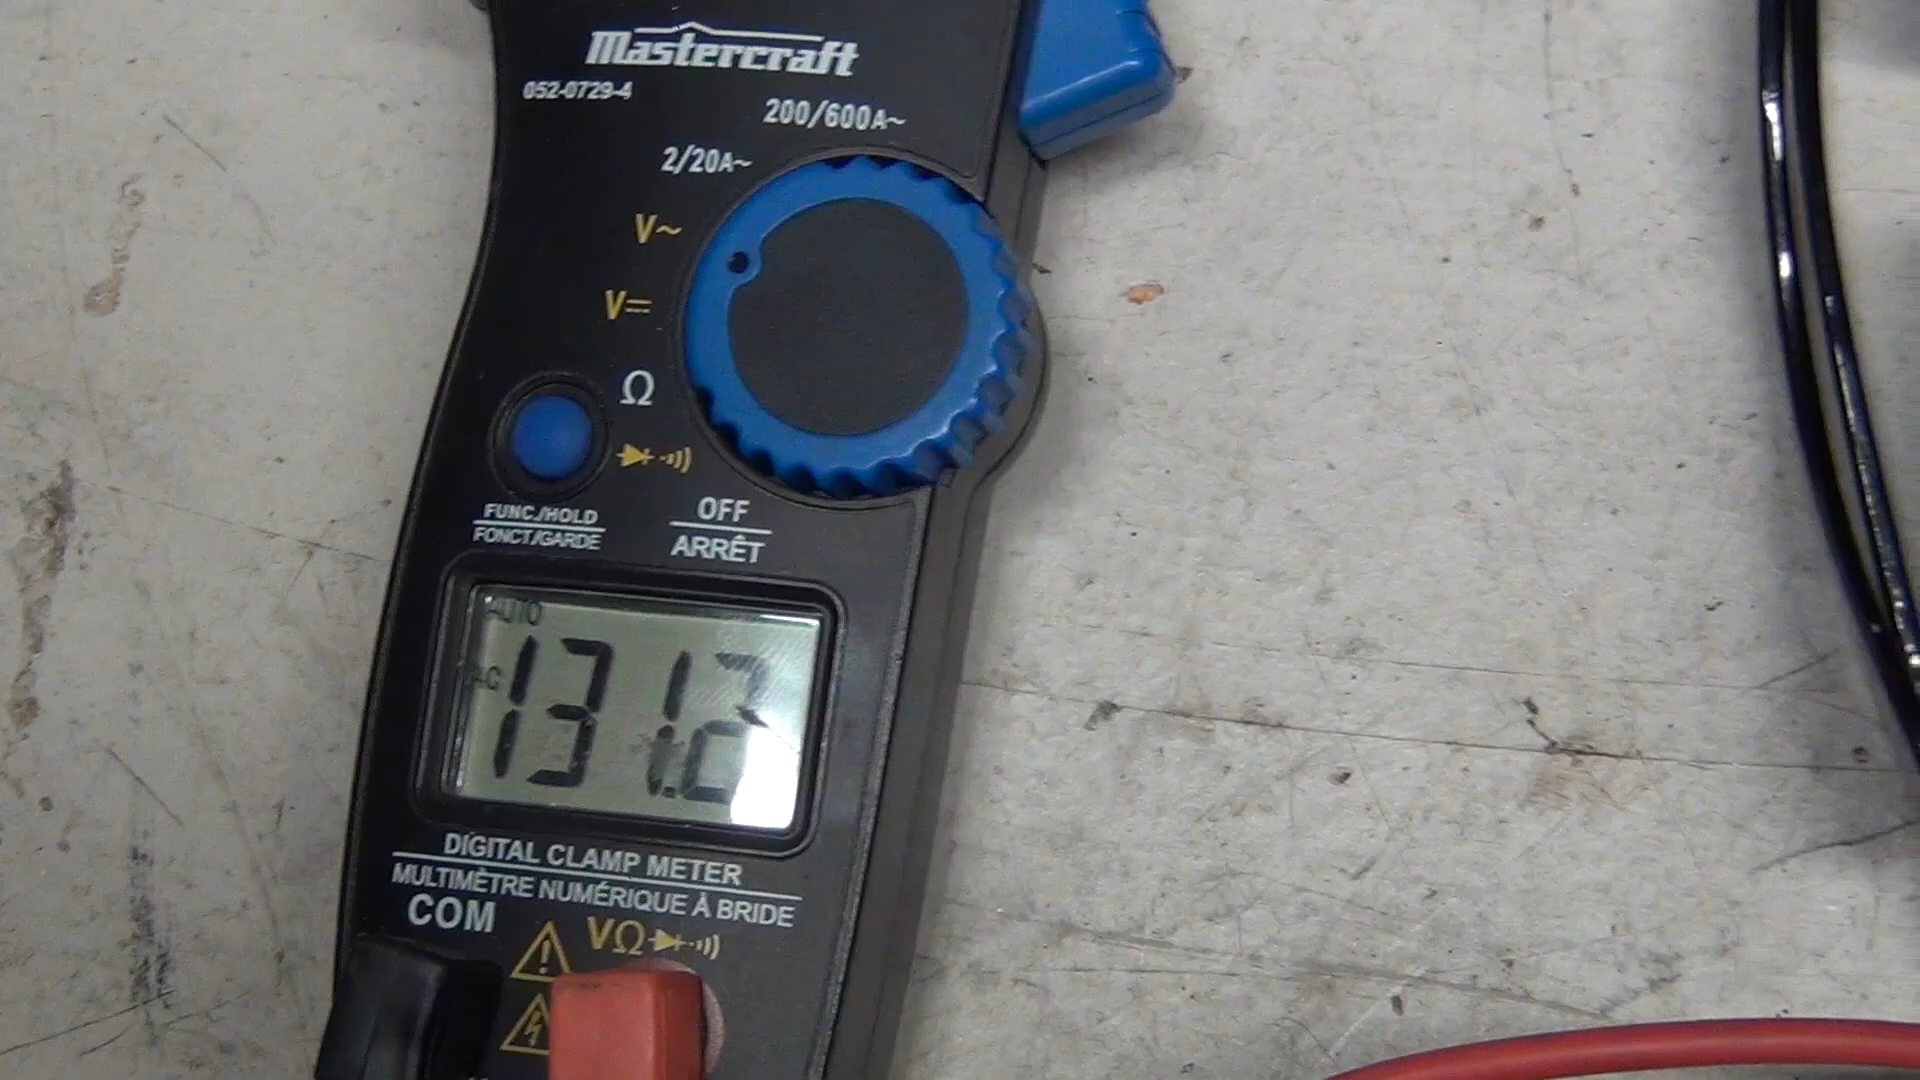 Mastercraft
052-0729-4
200/600A~
2/20A~
V~
V⎓
Ω
FUNC./HOLD
FONCT/GARDE
OFF
ARRÊT
AUTO
AC
131.2
DIGITAL CLAMP METER
MULTIMÈTRE NUMÉRIQUE À BRIDE
COM
VΩ